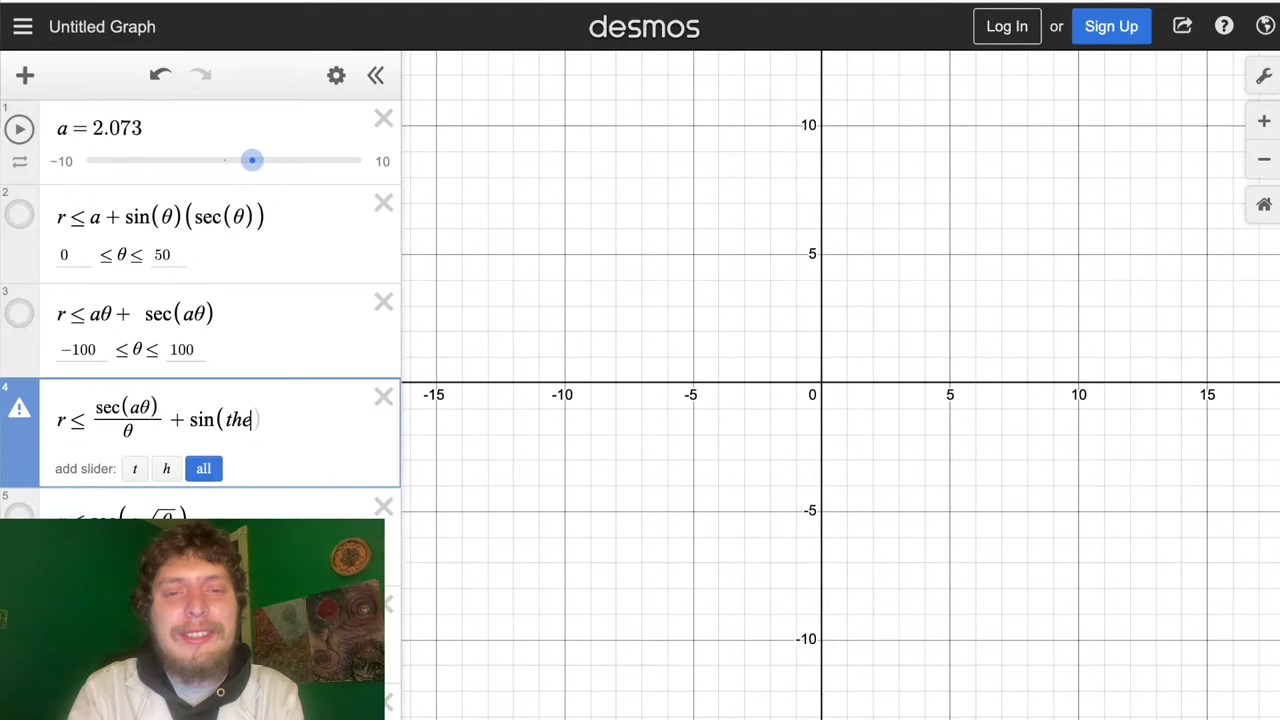 Untitled Graph
desmos
Log In or Sign Up
1
a = 2.073
−10 10
2
r ≤ a + sin(θ)(sec(θ))
0 ≤ θ ≤ 50
3
r ≤ aθ + sec(aθ)
−100 ≤ θ ≤ 100
4
r ≤ sec(aθ)/θ + sin(the)
add slider: t h all
5
10
5
-15 -10 -5 0 5 10 15
-5
-10